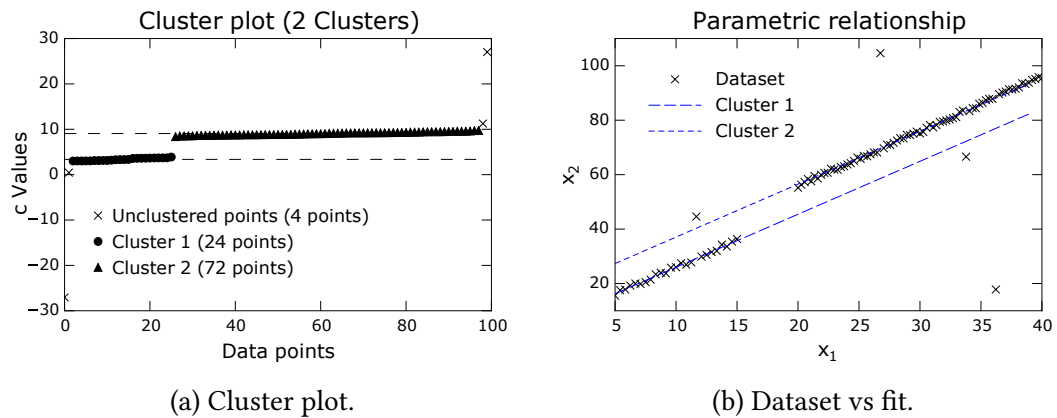 Cluster plot (2 Clusters)
30
20
10
0
−10
−20
−30
c Values
Unclustered points (4 points)
Cluster 1 (24 points)
Cluster 2 (72 points)
0 20 40 60 80 100
Data points
(a) Cluster plot.
Parametric relationship
100
80
60
40
20
x_2
Dataset
Cluster 1
Cluster 2
5 10 15 20 25 30 35 40
x_1
(b) Dataset vs fit.